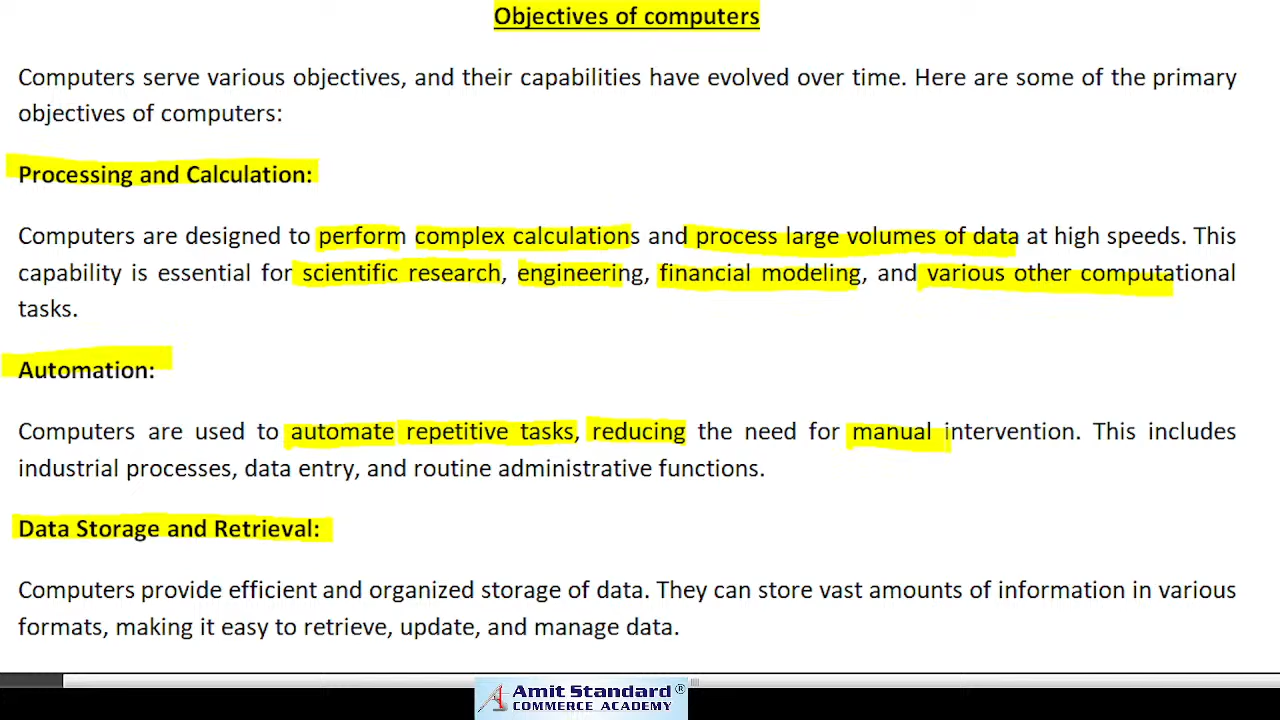 Objectives of computers
Computers serve various objectives, and their capabilities have evolved over time. Here are some of the primary
objectives of computers:
Processing and Calculation:
Computers are designed to perform complex calculations and process large volumes of data at high speeds. This
capability is essential for scientific research, engineering, financial modeling, and various other computational
tasks.
Automation:
Computers are used to automate repetitive tasks, reducing the need for manual intervention. This includes
industrial processes, data entry, and routine administrative functions.
Data Storage and Retrieval:
Computers provide efficient and organized storage of data. They can store vast amounts of information in various
formats, making it easy to retrieve, update, and manage data.
Amit Standard®
COMMERCE ACADEMY